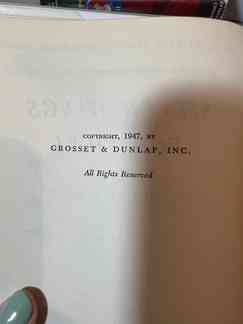 COPYRIGHT, 1947, BY
GROSSET & DUNLAP, INC.
All Rights Reserved